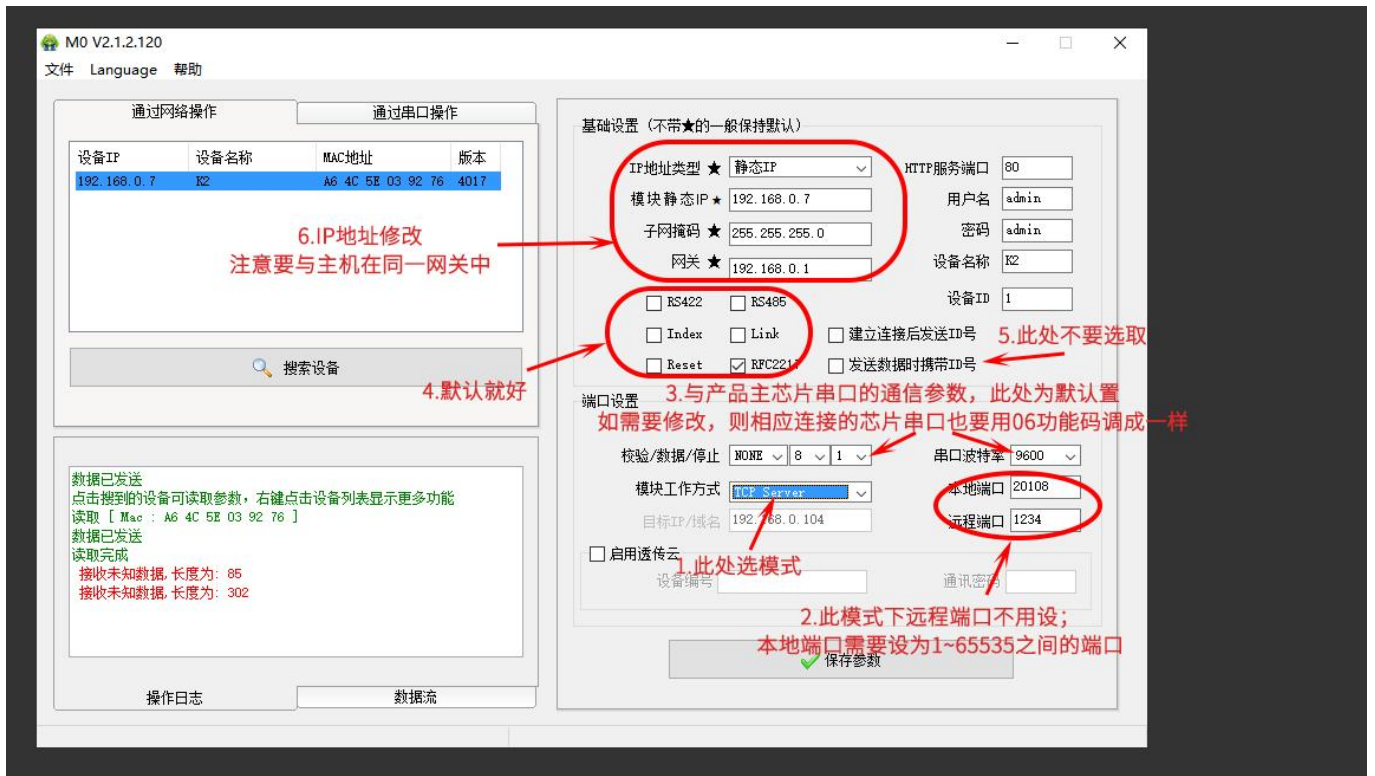 M0 V2.1.2.120
文件 Language 帮助
通过网络操作 通过串口操作
设备IP 设备名称 MAC地址 版本
192.168.0.7 K2 A6 4C 5E 03 92 76 4017
6.IP地址修改
注意要与主机在同一网关中
搜索设备
4.默认就好
数据已发送
点击搜到的设备可读取参数，右键点击设备列表显示更多功能
读取 [ Mac : A6 4C 5E 03 92 76 ]
数据已发送
读取完成
接收未知数据,长度为: 85
接收未知数据,长度为: 302
操作日志 数据流
基础设置（不带★的一般保持默认）
IP地址类型 ★ 静态IP HTTP服务端口 80
模块静态IP★ 192.168.0.7 用户名 admin
子网掩码 ★ 255.255.255.0 密码 admin
网关 ★ 192.168.0.1 设备名称 K2
RS422 RS485 设备ID 1
Index Link 建立连接后发送ID号
5.此处不要选取
Reset RFC2217 发送数据时携带ID号
3.与产品主芯片串口的通信参数，此处为默认置
端口设置
如需要修改，则相应连接的芯片串口也要用06功能码调成一样
校验/数据/停止 NONE 8 1 串口波特率 9600
模块工作方式 TCP Server 本地端口 20108
目标IP/域名 192.168.0.104 远程端口 1234
启用透传云
1.此处选模式
设备编号 通讯密码
2.此模式下远程端口不用设；
本地端口需要设为1~65535之间的端口
保存参数